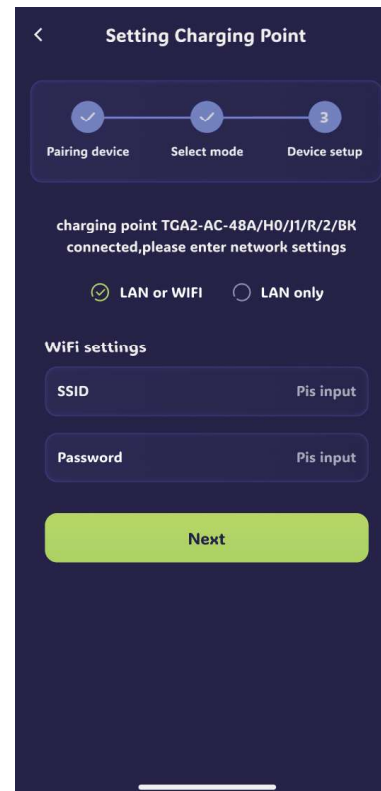 Setting Charging Point
3
Pairing device Select mode Device setup
charging point TGA2-AC-48A/H0/J1/R/2/BK
connected,please enter network settings
LAN or WIFI LAN only
WiFi settings
SSID Pis input
Password Pis input
Next